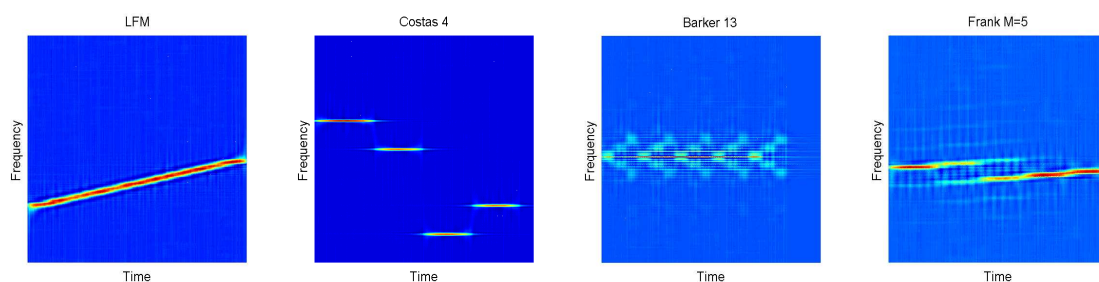 LFM
Frequency
Time
Costas 4
Frequency
Time
Barker 13
Frequency
Time
Frank M=5
Frequency
Time